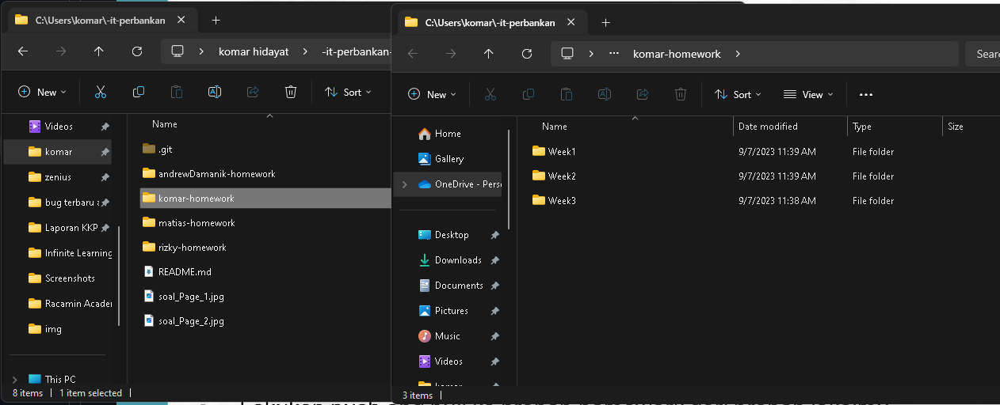 C:\Users\komar\-it-perbankan
komar hidayat
-it-perbankan-
New
Sort
Videos
komar
zenius
bug terbaru a
Laporan KKP
Infinite Learning
Screenshots
Racamin Acade
img
This PC
Name
.git
andrewDamanik-homework
komar-homework
matias-homework
rizky-homework
README.md
soal_Page_1.jpg
soal_Page_2.jpg
8 items
1 item selected
C:\Users\komar\-it-perbankan
komar-homework
Sear
New
Sort
View
Home
Gallery
OneDrive - Perso
Desktop
Downloads
Documents
Pictures
Music
Videos
komar
Name Date modified Type Size
Week1 9/7/2023 11:39 AM File folder
Week2 9/7/2023 11:39 AM File folder
Week3 9/7/2023 11:38 AM File folder
3 items